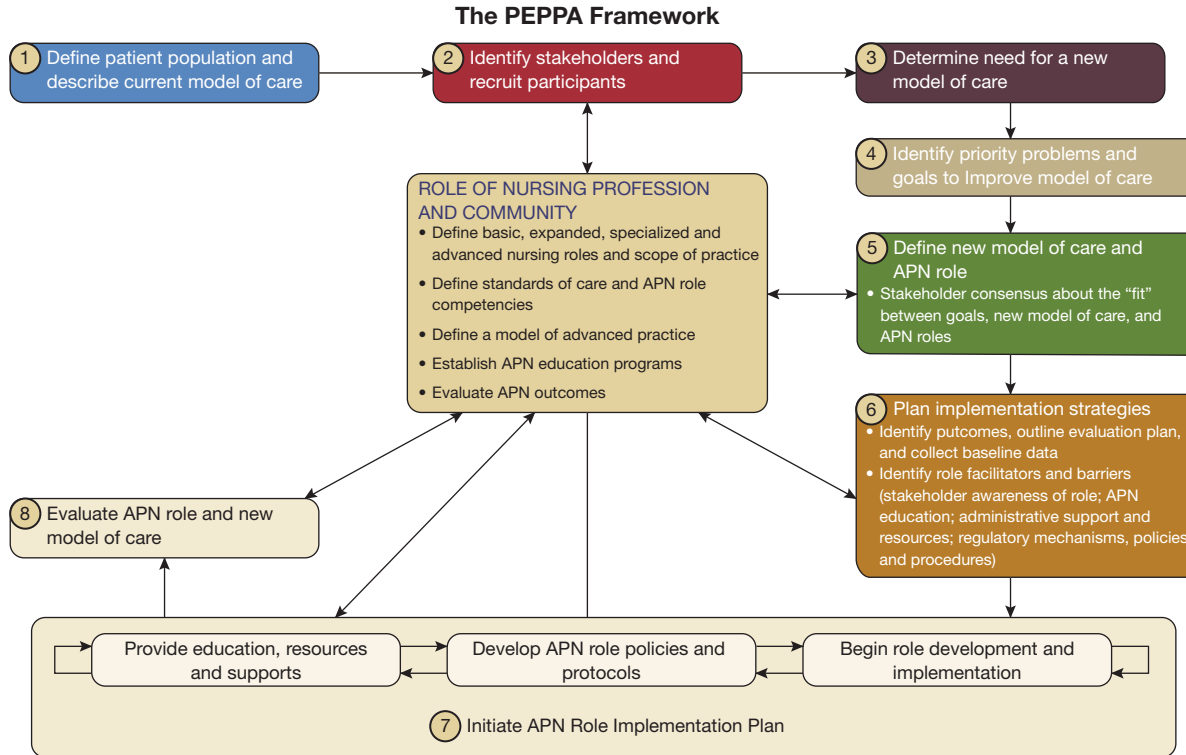 The PEPPA Framework
1
Define patient population and
describe current model of care
2
Identify stakeholders and
recruit participants
3
Determine need for a new
model of care
4
Identify priority problems and
goals to Improve model of care
ROLE OF NURSING PROFESSION
AND COMMUNITY
• Define basic, expanded, specialized and
advanced nursing roles and scope of practice
• Define standards of care and APN role
competencies
• Define a model of advanced practice
• Establish APN education programs
• Evaluate APN outcomes
5
Define new model of care and
APN role
• Stakeholder consensus about the “fit”
between goals, new model of care, and
APN roles
6
Plan implementation strategies
• Identify putcomes, outline evaluation plan,
and collect baseline data
• Identify role facilitators and barriers
(stakeholder awareness of role; APN
education; administrative support and
resources; regulatory mechanisms, policies
and procedures)
8
Evaluate APN role and new
model of care
Provide education, resources
and supports
Develop APN role policies and
protocols
Begin role development and
implementation
7
Initiate APN Role Implementation Plan